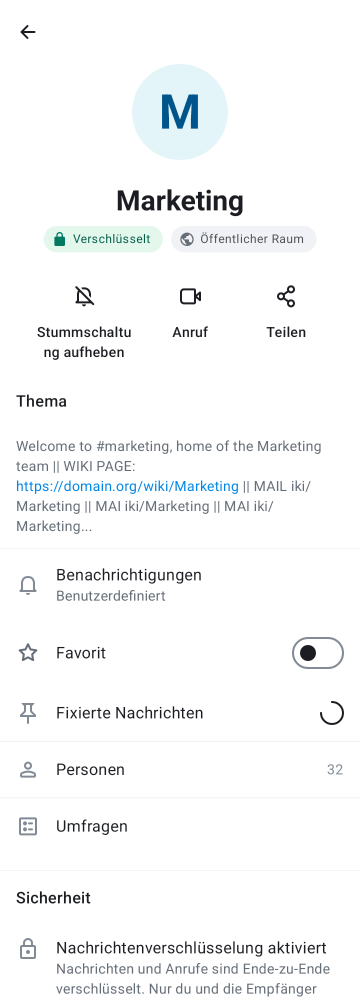 M
Marketing
Verschlüsselt
Öffentlicher Raum
Stummschaltu
ng aufheben
Anruf
Teilen
Thema
Welcome to #marketing, home of the Marketing
team || WIKI PAGE:
https://domain.org/wiki/Marketing || MAIL iki/
Marketing || MAI iki/Marketing || MAI iki/
Marketing...
Benachrichtigungen
Benutzerdefiniert
Favorit
Fixierte Nachrichten
Personen
32
Umfragen
Sicherheit
Nachrichtenverschlüsselung aktiviert
Nachrichten und Anrufe sind Ende-zu-Ende
verschlüsselt. Nur du und die Empfänger